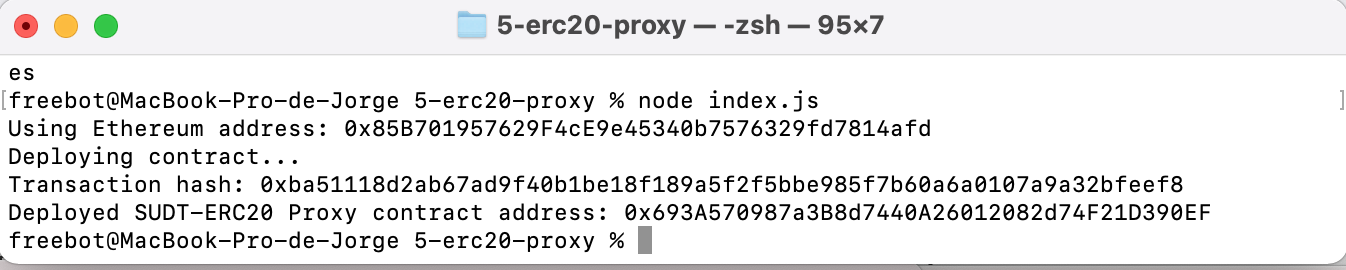 5-erc20-proxy — -zsh — 95×7
es
[freebot@MacBook-Pro-de-Jorge 5-erc20-proxy % node index.js ]
Using Ethereum address: 0x85B701957629F4cE9e45340b7576329fd7814afd
Deploying contract...
Transaction hash: 0xba51118d2ab67ad9f40b1be18f189a5f2f5bbe985f7b60a6a0107a9a32bfeef8
Deployed SUDT-ERC20 Proxy contract address: 0x693A570987a3B8d7440A26012082d74F21D390EF
freebot@MacBook-Pro-de-Jorge 5-erc20-proxy %